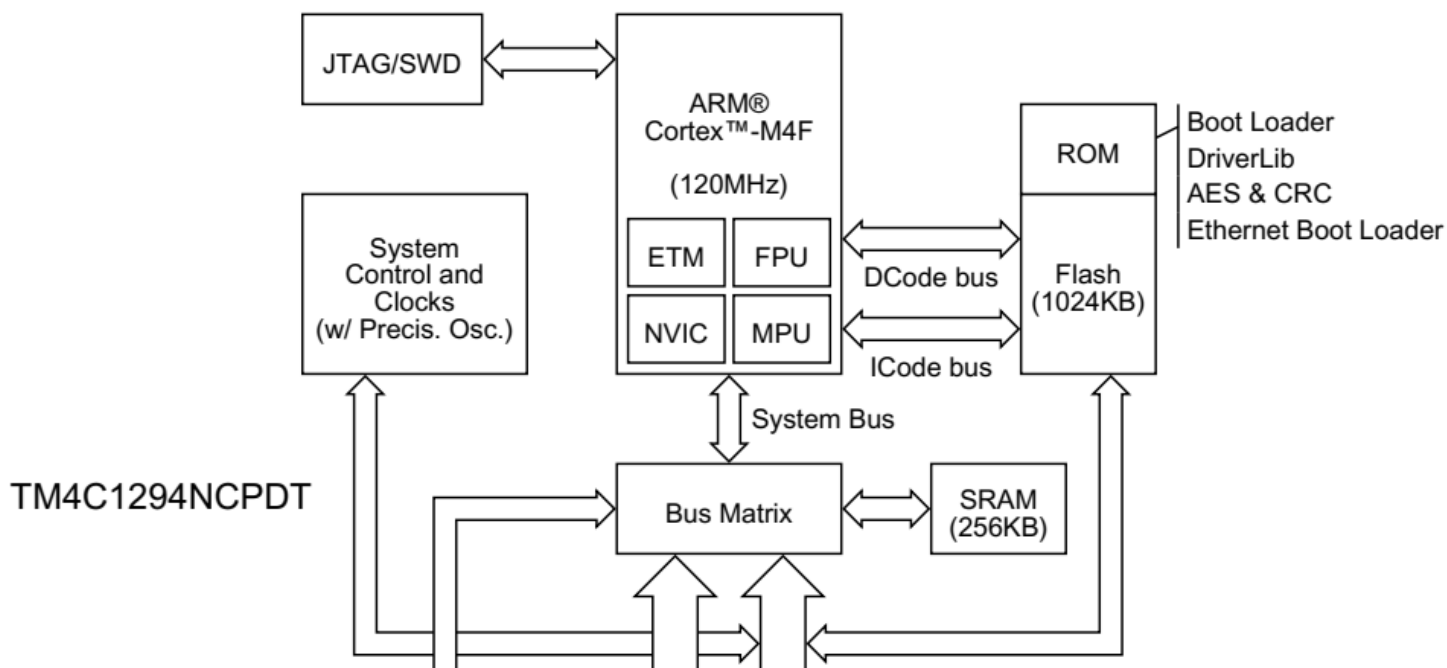 JTAG/SWD
ARM®
Cortex™-M4F
(120MHz)
ETM
FPU
NVIC
MPU
ROM
Boot Loader
DriverLib
AES & CRC
Ethernet Boot Loader
System
Control and
Clocks
(w/ Precis. Osc.)
DCode bus
Flash
(1024KB)
ICode bus
System Bus
TM4C1294NCPDT
Bus Matrix
SRAM
(256KB)